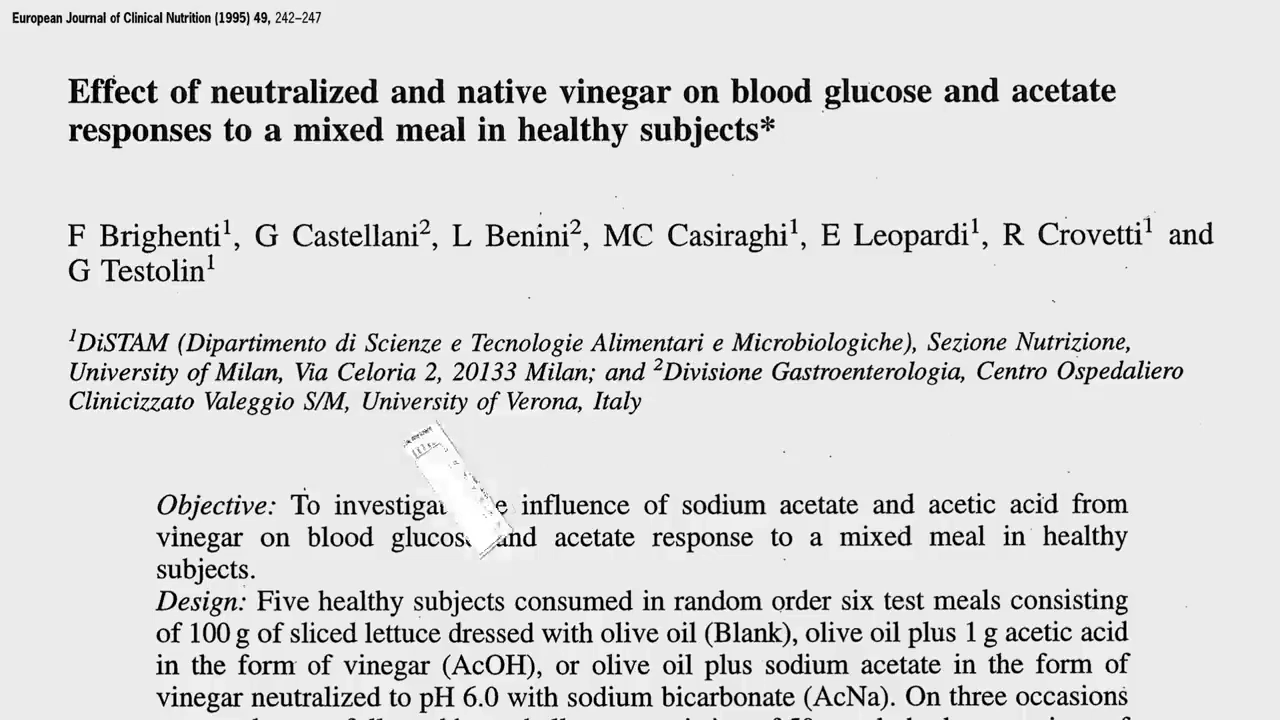 European Journal of Clinical Nutrition (1995) 49, 242–247
Effect of neutralized and native vinegar on blood glucose and acetate
responses to a mixed meal in healthy subjects*
F Brighenti¹, G Castellani², L Benini², MC Casiraghi¹, E Leopardi¹, R Crovetti¹ and
G Testolin¹
¹DiSTAM (Dipartimento di Scienze e Tecnologie Alimentari e Microbiologiche), Sezione Nutrizione,
University of Milan, Via Celoria 2, 20133 Milan; and ²Divisione Gastroenterologia, Centro Ospedaliero
Clinicizzato Valeggio S/M, University of Verona, Italy
Objective: To influence of sodium acetate and acetic acid from
vinegar on blood glucose and acetate response to a mixed meal in healthy
subjects.
Design: Five healthy subjects consumed in random order six test meals consisting
of 100 g of sliced lettuce dressed with olive oil (Blank), olive oil plus 1 g acetic acid
in the form of vinegar (AcOH), or olive oil plus sodium acetate in the form of
vinegar neutralized to pH 6.0 with sodium bicarbonate (AcNa). On three occasions